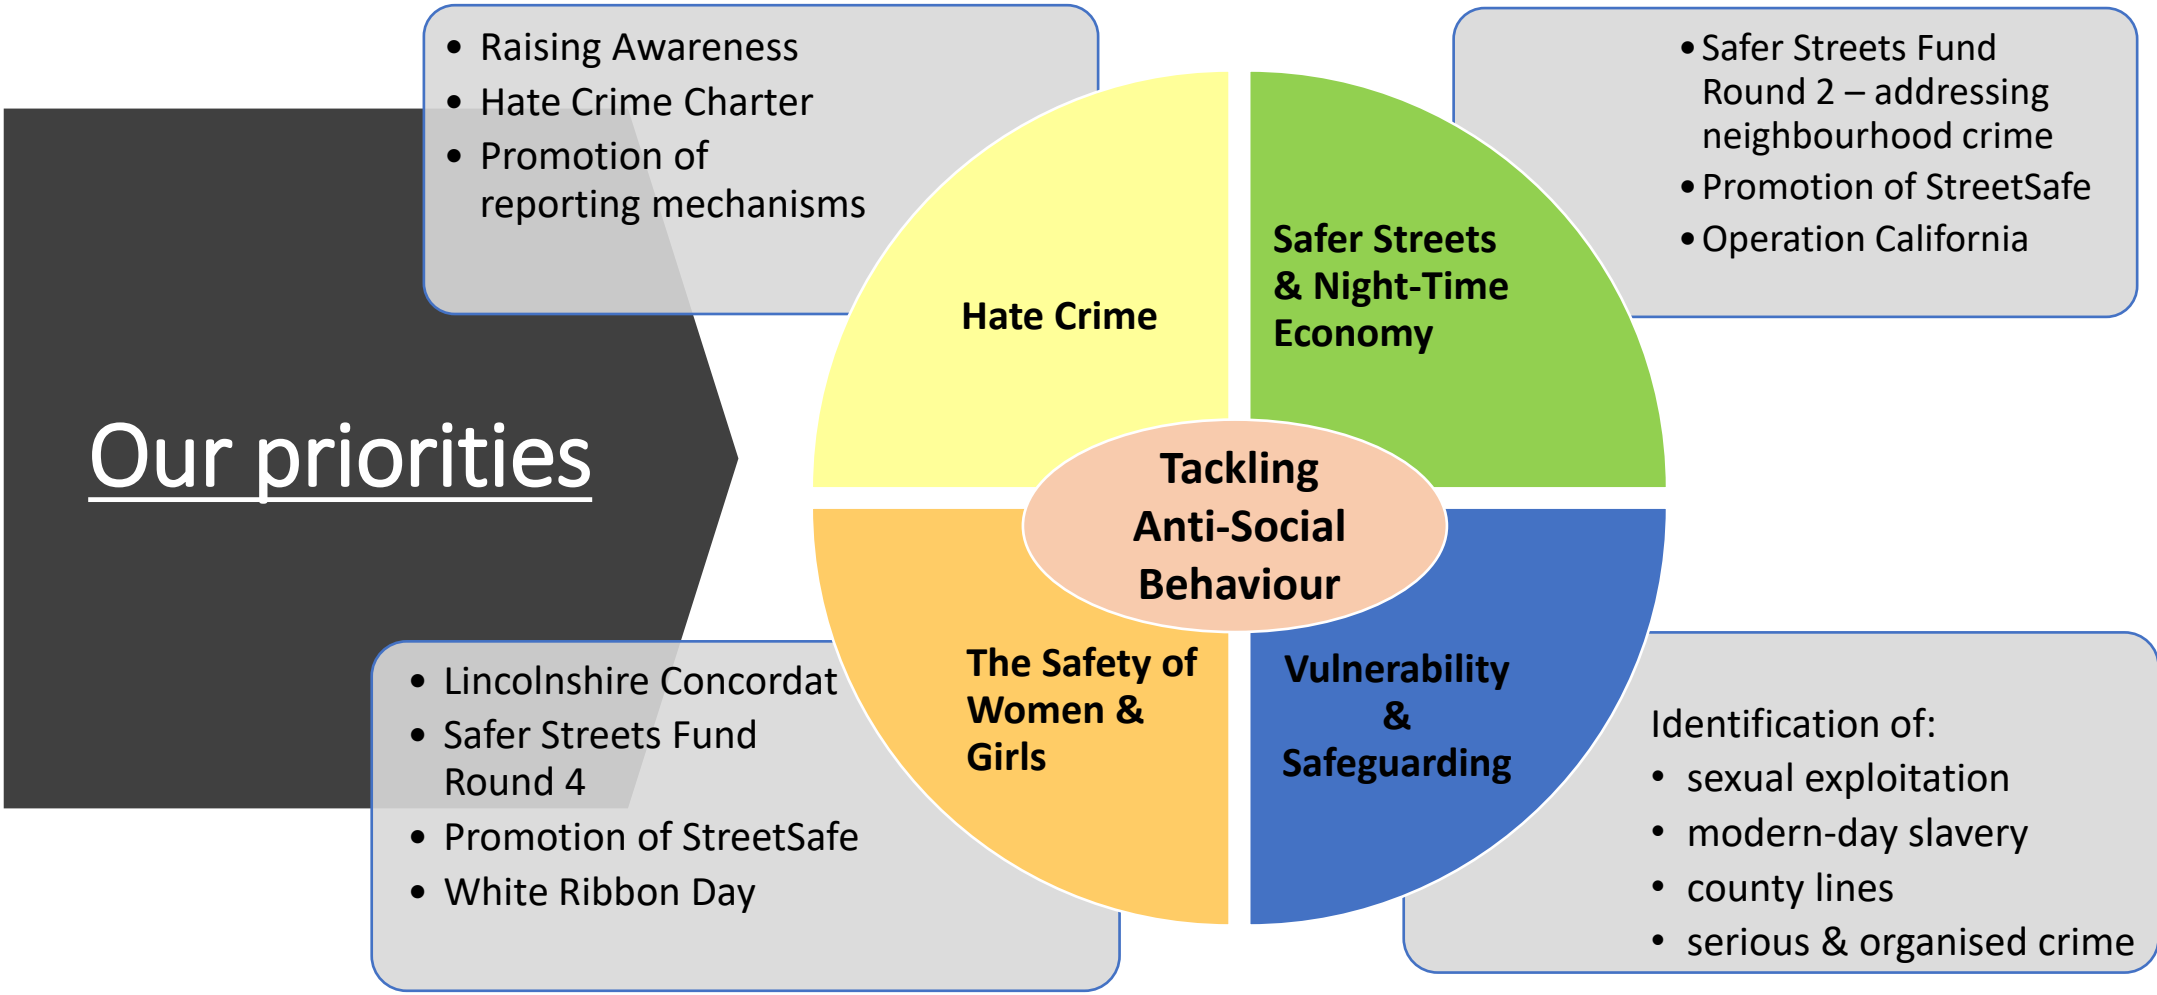 Our priorities
• Raising Awareness
• Hate Crime Charter
• Promotion of
reporting mechanisms
Hate Crime
• Safer Streets Fund
Round 2 – addressing
neighbourhood crime
• Promotion of StreetSafe
• Operation California
Safer Streets
& Night-Time
Economy
Tackling
Anti-Social
Behaviour
• Lincolnshire Concordat
• Safer Streets Fund
Round 4
• Promotion of StreetSafe
• White Ribbon Day
The Safety of
Women &
Girls
Vulnerability
&
Safeguarding
Identification of:
• sexual exploitation
• modern-day slavery
• county lines
• serious & organised crime